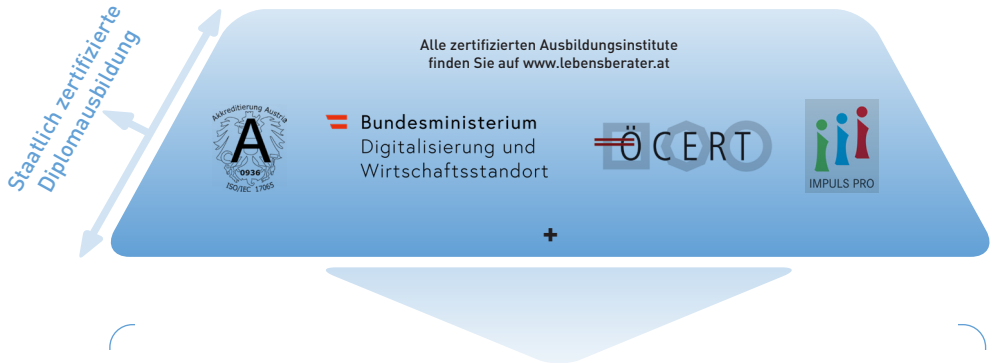 Staatlich zertifizierte
Diplomausbildung
Alle zertifizierten Ausbildungsinstitute
finden Sie auf www.lebensberater.at
Akkreditierung Austria
A
0936
ISO/IEC 17065
Bundesministerium
Digitalisierung und
Wirtschaftsstandort
ÖCERT
iii
IMPULS PRO
+